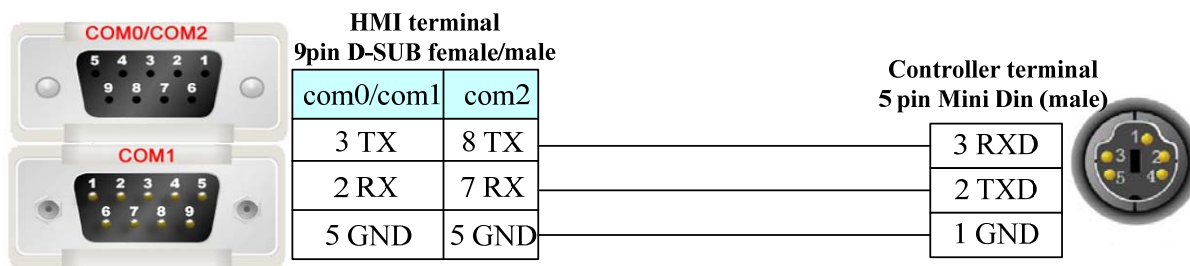 COM0/COM2
5 4 3 2 1
9 8 7 6
COM1
1 2 3 4 5
6 7 8 9
HMI terminal
9pin D-SUB female/male
com0/com1 com2
3 TX 8 TX
2 RX 7 RX
5 GND 5 GND
Controller terminal
5 pin Mini Din (male)
3 RXD
2 TXD
1 GND
1
3 2
5 4